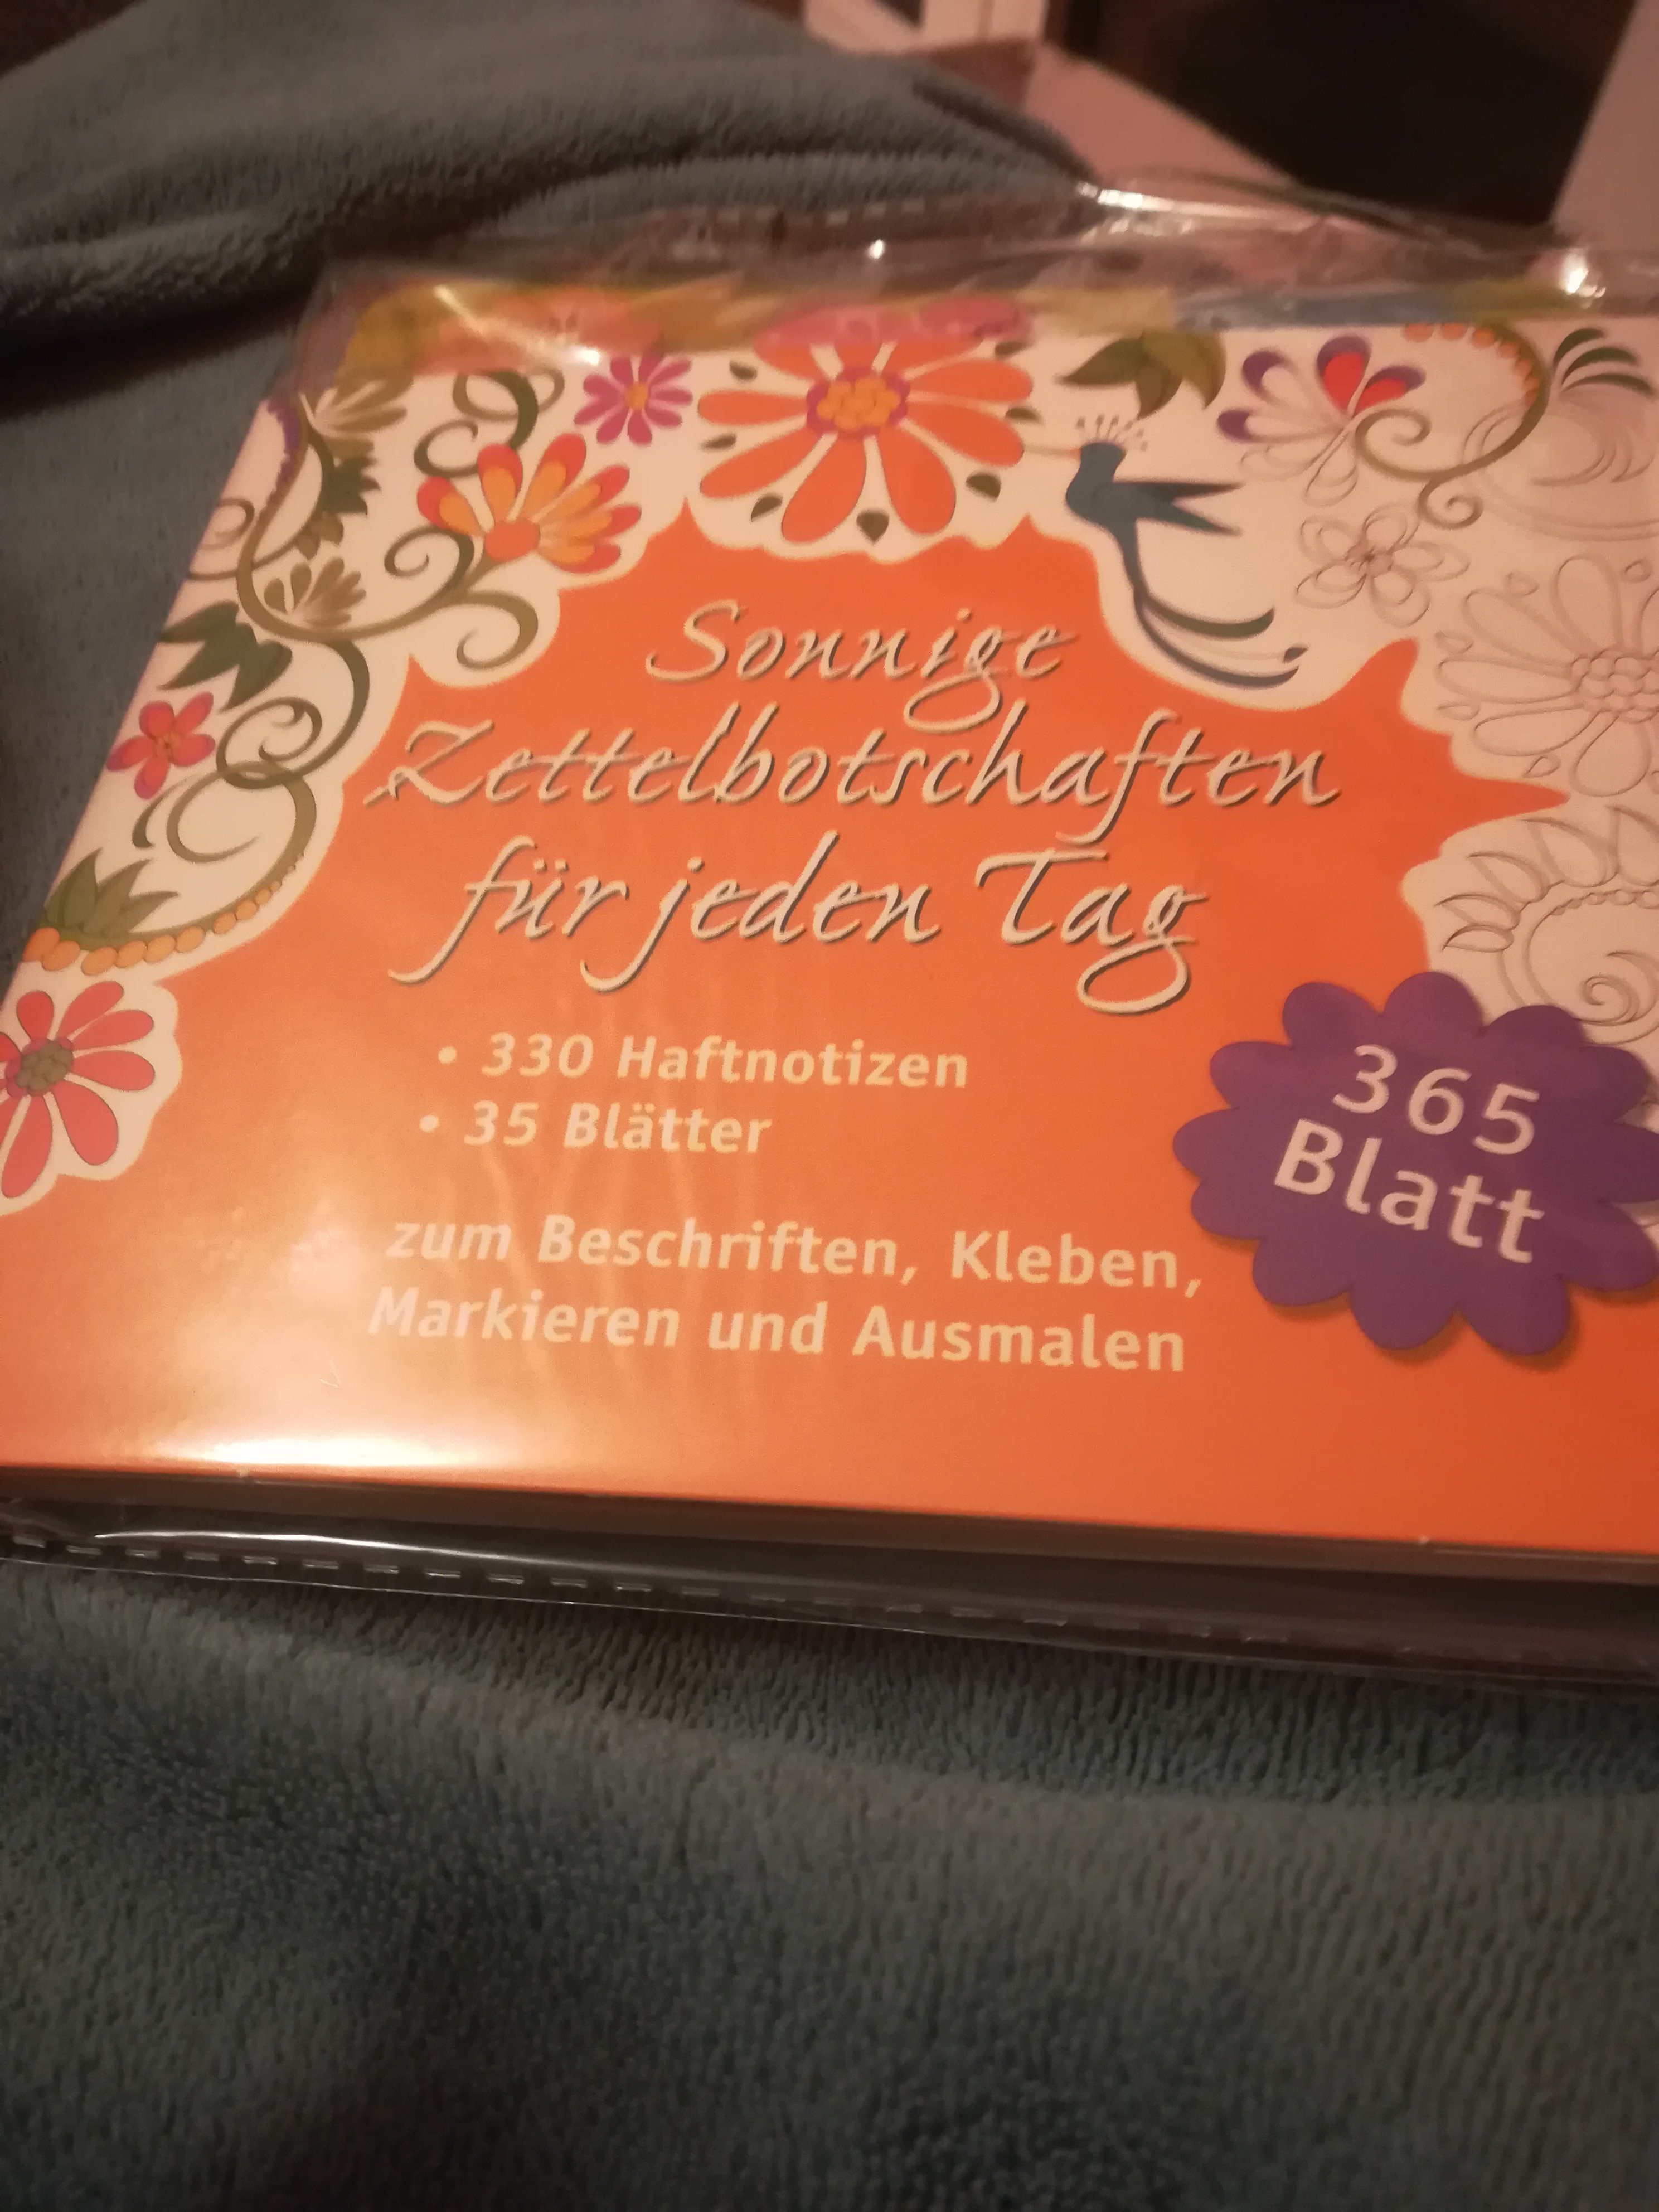 Sonnige
Zettelbotschaften
für jeden Tag
• 330 Haftnotizen
• 35 Blätter
zum Beschriften, Kleben,
Markieren und Ausmalen
365
Blatt